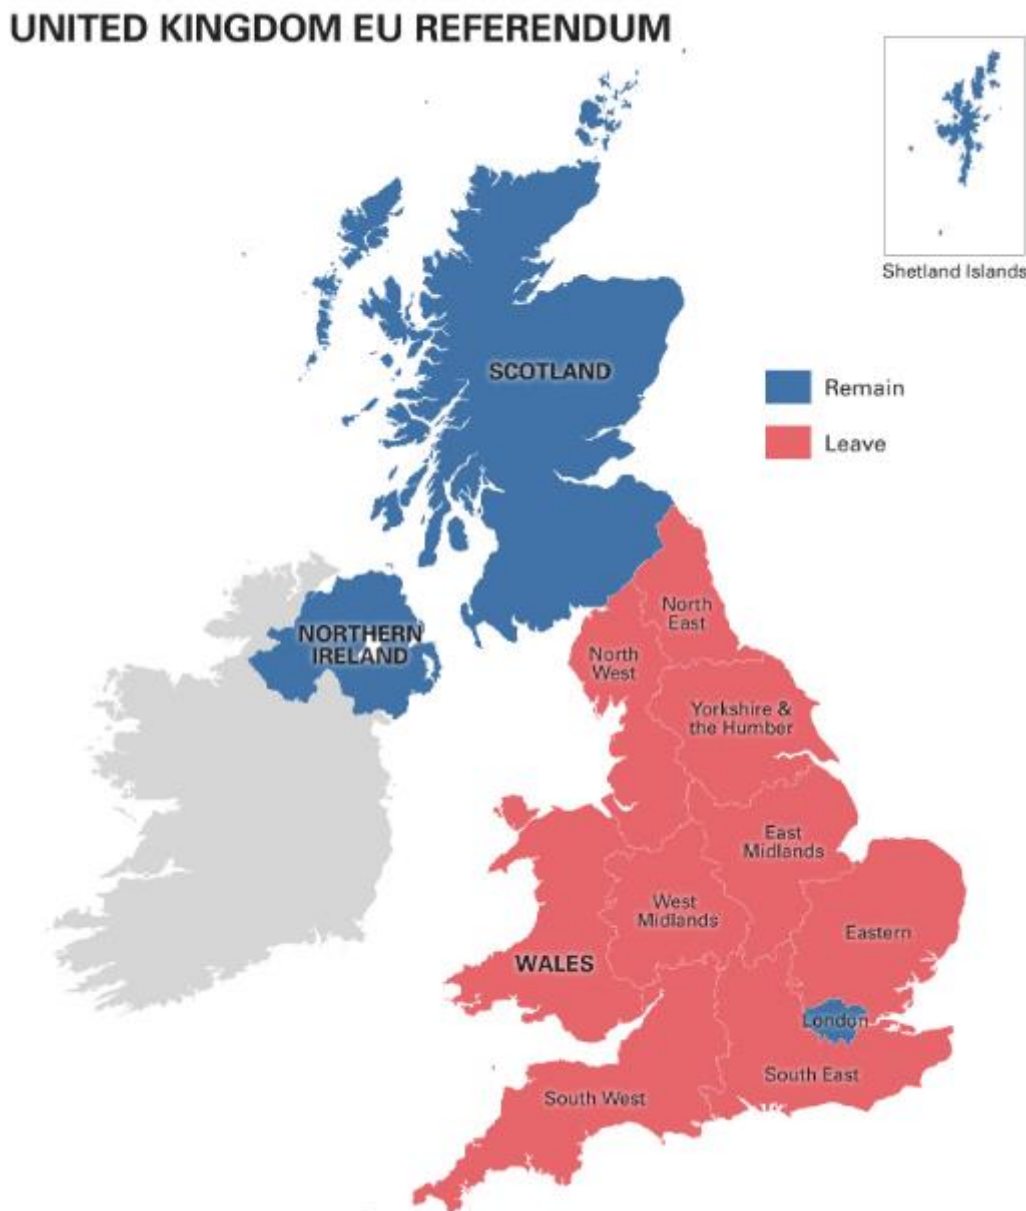 UNITED KINGDOM EU REFERENDUM
Shetland Islands
SCOTLAND
Remain
Leave
NORTHERN
IRELAND
North
East
North
West
Yorkshire &
the Humber
East
Midlands
West
Midlands
Eastern
WALES
London
South East
South West